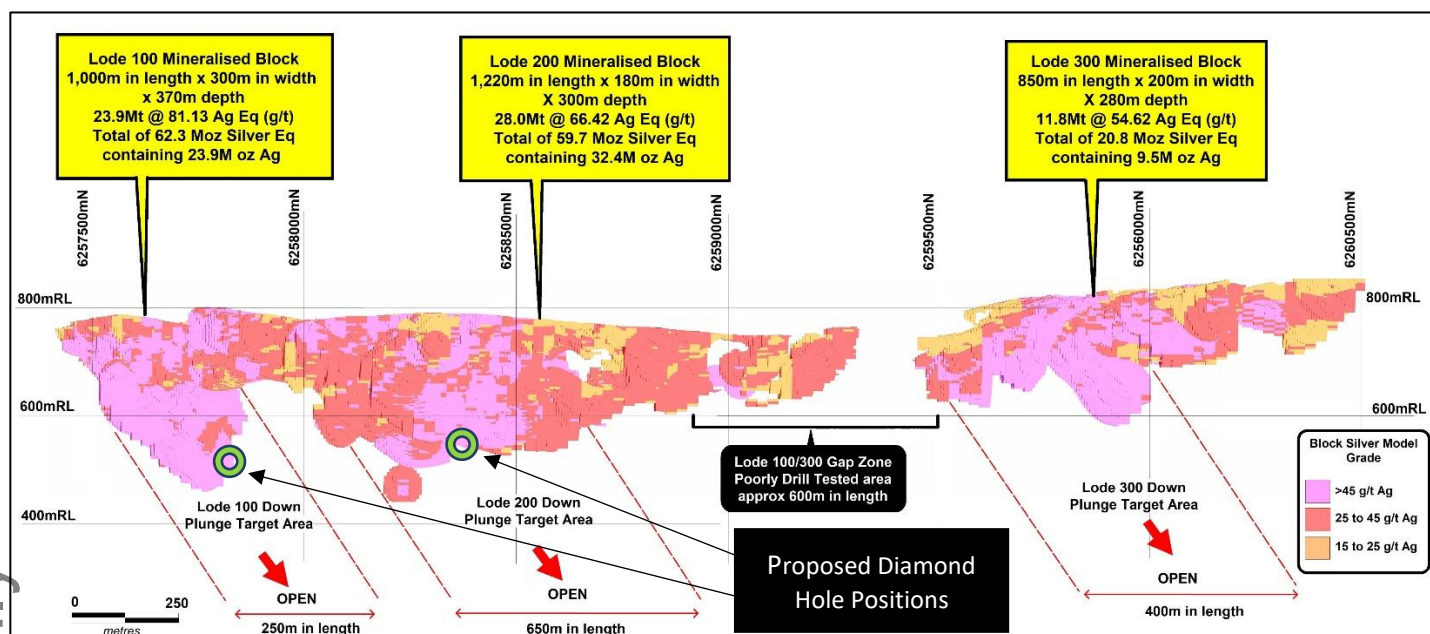 Lode 100 Mineralised Block
1,000m in length x 300m in width
x 370m depth
23.9Mt @ 81.13 Ag Eq (g/t)
Total of 62.3 Moz Silver Eq
containing 23.9M oz Ag
Lode 200 Mineralised Block
1,220m in length x 180m in width
X 300m depth
28.0Mt @ 66.42 Ag Eq (g/t)
Total of 59.7 Moz Silver Eq
containing 32.4M oz Ag
Lode 300 Mineralised Block
850m in length x 200m in width
X 280m depth
11.8Mt @ 54.62 Ag Eq (g/t)
Total of 20.8 Moz Silver Eq
containing 9.5M oz Ag
6257500mN
6258000mN
6258500mN
6259000mN
6259500mN
6256000mN
6260500mN
800mRL
800mRL
600mRL
600mRL
400mRL
Lode 100/300 Gap Zone
Poorly Drill Tested area
approx 600m in length
Block Silver Model
Grade
>45 g/t Ag
25 to 45 g/t Ag
15 to 25 g/t Ag
Lode 100 Down
Plunge Target Area
OPEN
250m in length
Lode 200 Down
Plunge Target Area
OPEN
650m in length
Lode 300 Down
Plunge Target Area
OPEN
400m in length
Proposed Diamond
Hole Positions
0 250
metres